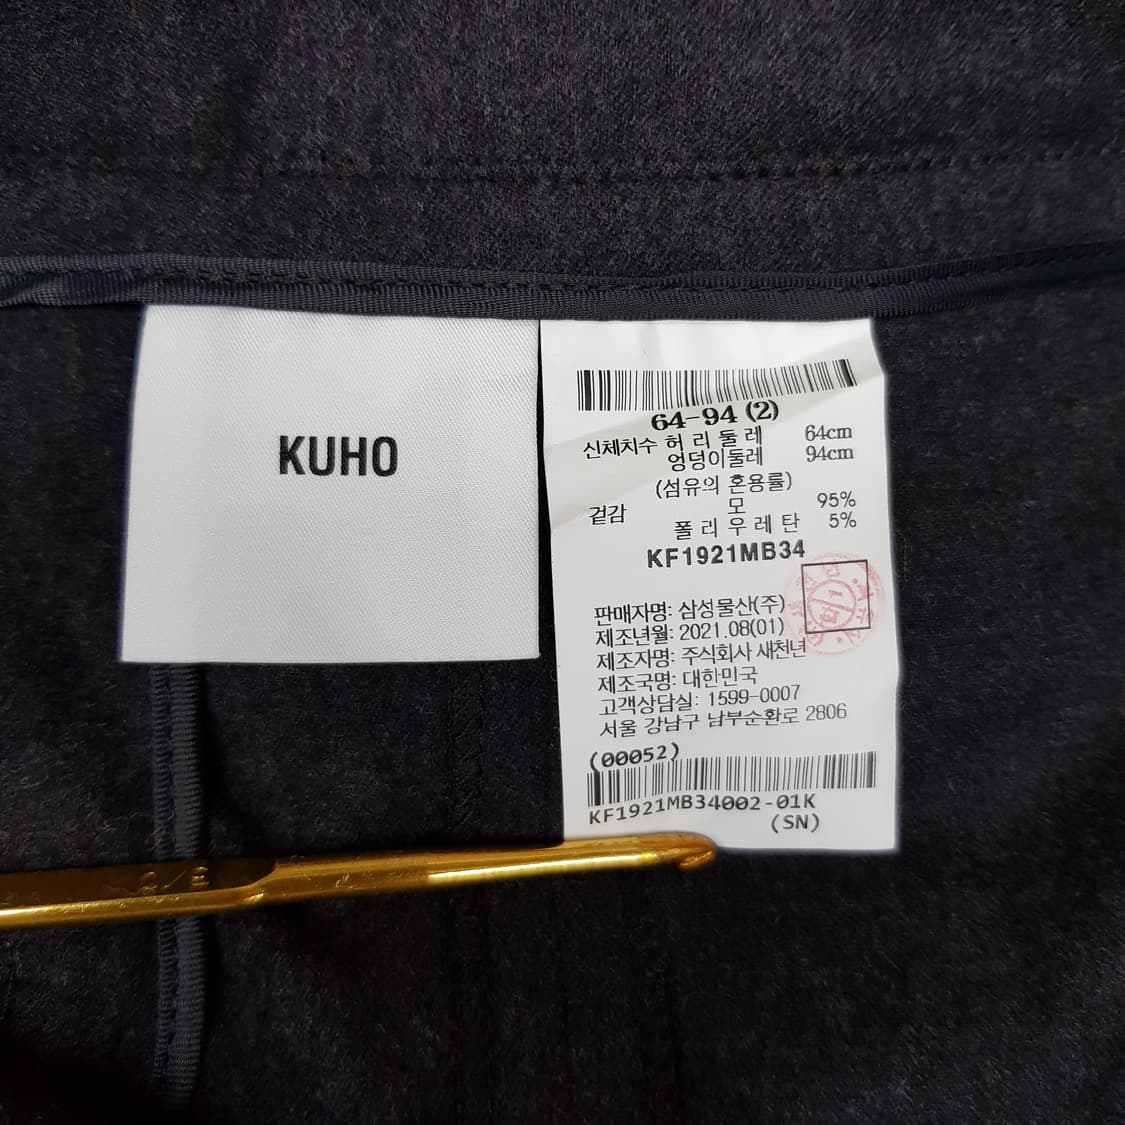 KUHO
64-94 (2)
신체치수 허 리 둘 레 64cm
엉덩이둘레 94cm
(섬유의 혼용률)
겉감 모 95%
폴 리 우 레 탄 5%
KF1921MB34
판매자명: 삼성물산(주)
제조년월: 2021.08(01)
제조자명: 주식회사 새천년
제조국명: 대한민국
고객상담실: 1599-0007
서울 강남구 남부순환로 2806
(00052)
KF1921MB34002-01K
(SN)